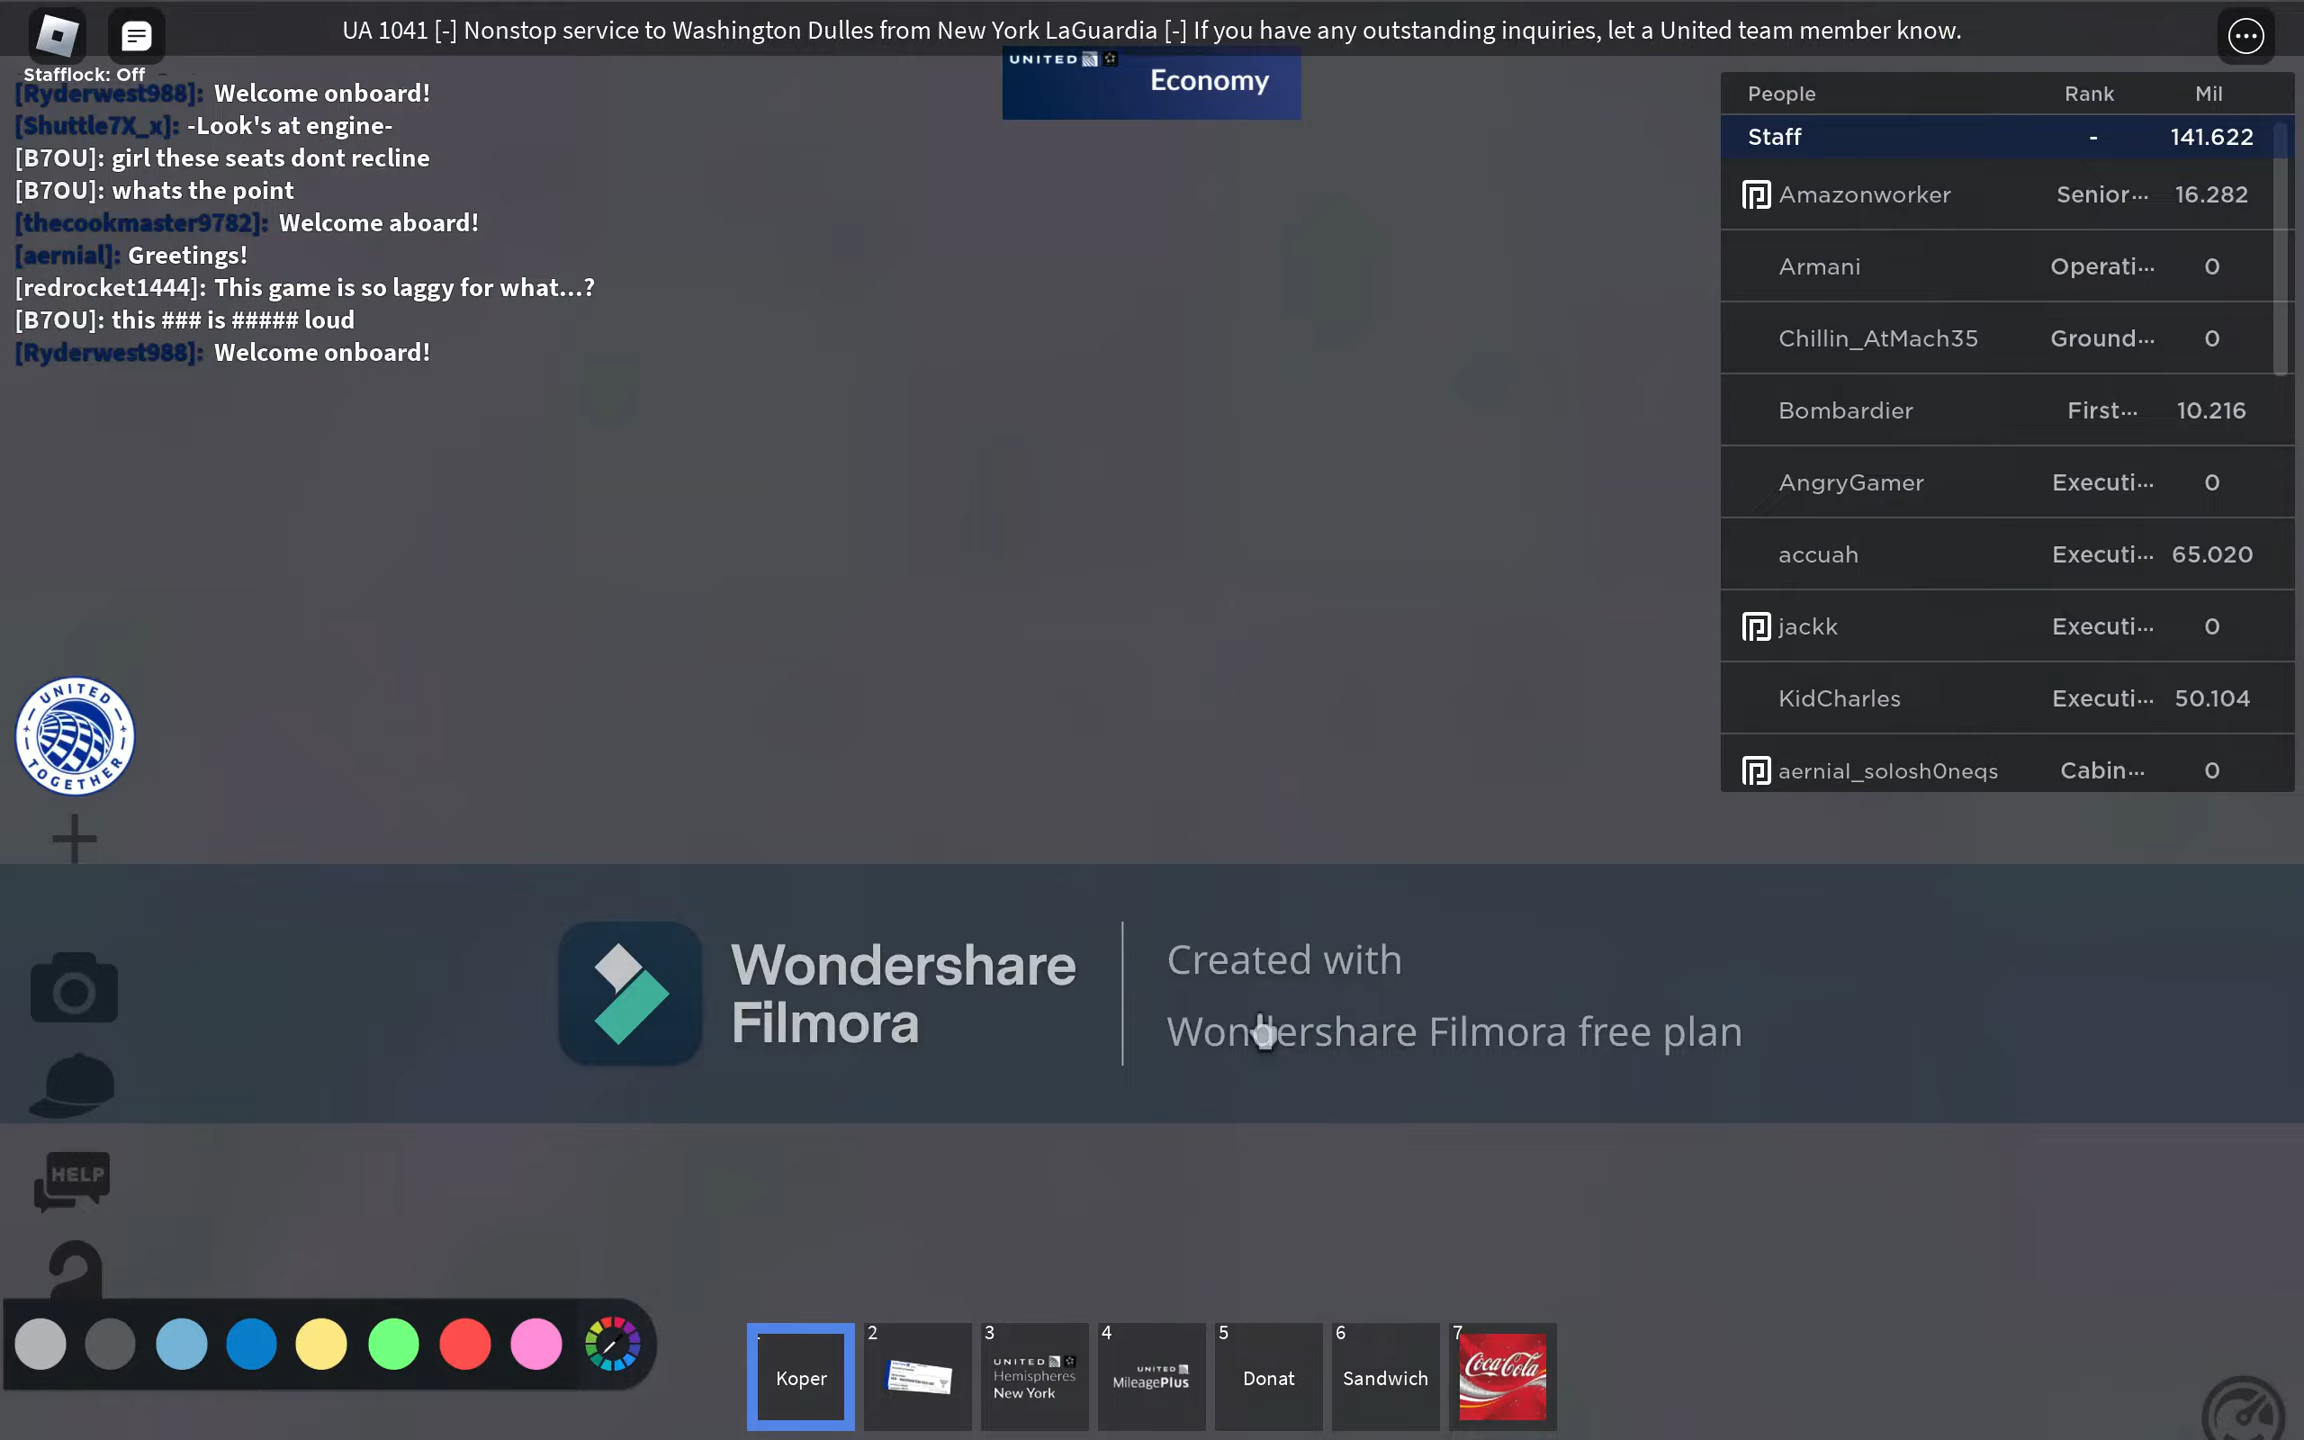 UA 1041 [-] Nonstop service to Washington Dulles from New York LaGuardia [-] If you have any outstanding inquiries, let a United team member know.
Stafflock: Off
[Ryderwest988]: Welcome onboard!
[Shuttle7X_x]: -Look's at engine-
[B7OU]: girl these seats dont recline
[B7OU]: whats the point
[thecookmaster9782]: Welcome aboard!
[aernial]: Greetings!
[redrocket1444]: This game is so laggy for what...?
[B7OU]: this ### is ##### loud
[Ryderwest988]: Welcome onboard!
UNITED
Economy
People Rank Mil
Staff - 141.622
Amazonworker Senior... 16.282
Armani Operati... 0
Chillin_AtMach35 Ground... 0
Bombardier First... 10.216
AngryGamer Executi... 0
accuah Executi... 65.020
jackk Executi... 0
KidCharles Executi... 50.104
aernial_solosh0neqs Cabin... 0
UNITED
TOGETHER
Wondershare
Filmora
Created with
Wondershare Filmora free plan
HELP
Koper
2
3
UNITED
Hemispheres
New York
4
UNITED
MileagePlus
5
Donat
6
Sandwich
7
Coca-Cola